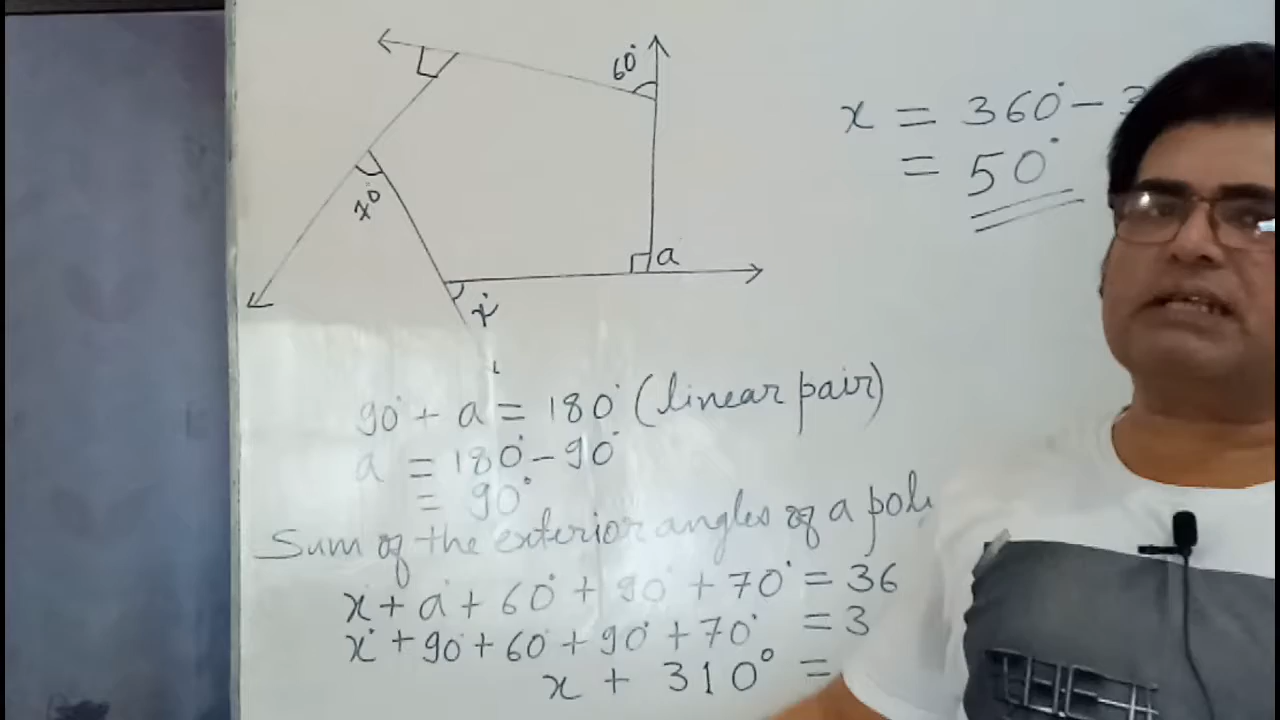 60°
70°
a
x°
x = 360° - 3
= 50°
90° + a = 180° (linear pair)
a = 180° - 90°
= 90°
Sum of the exterior angles of a pol
x° + a° + 60° + 90° + 70° = 36
x° + 90° + 60° + 90° + 70° = 3
x + 310° =